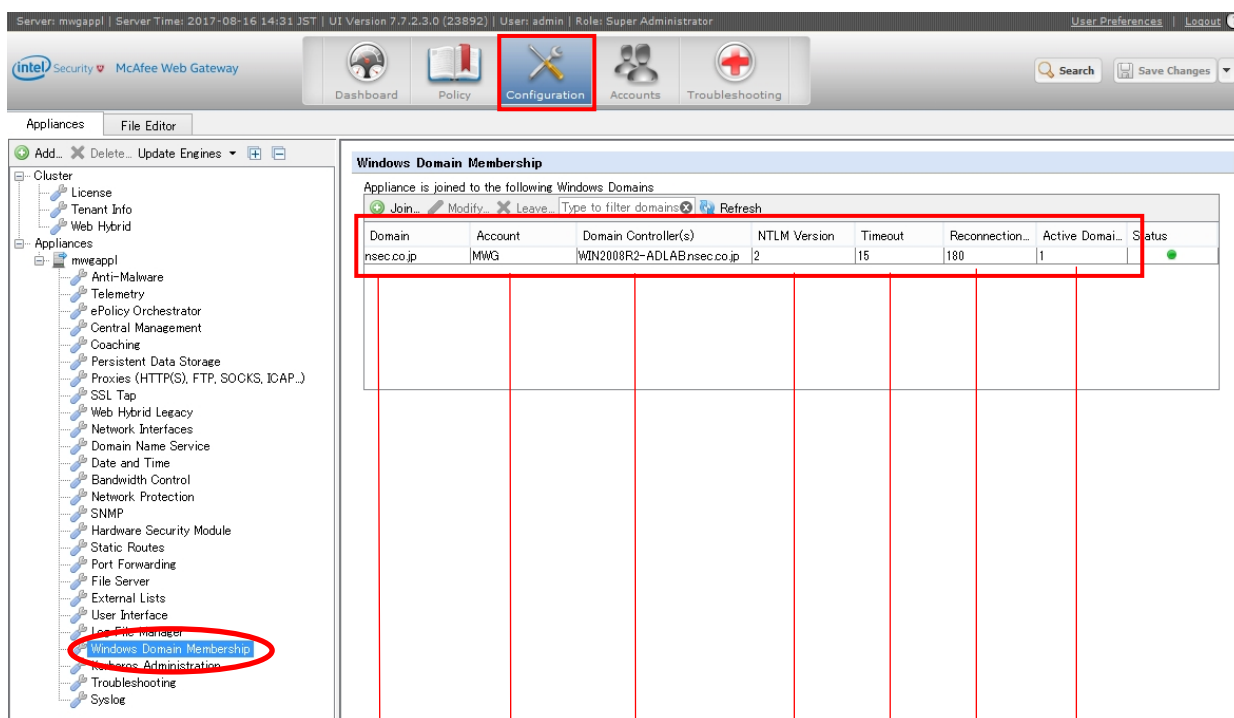 Server: mwgappl | Server Time: 2017-08-16 14:31 JST | UI Version 7.7.2.3.0 (23892) | User: admin | Role: Super Administrator
User Preferences | Logout
intel Security McAfee Web Gateway
Dashboard Policy Configuration Accounts Troubleshooting
Search Save Changes
Appliances File Editor
Add... Delete... Update Engines
Cluster
License
Tenant Info
Web Hybrid
Appliances
mwgappl
Anti-Malware
Telemetry
ePolicy Orchestrator
Central Management
Coaching
Persistent Data Storage
Proxies (HTTP(S), FTP, SOCKS, ICAP...)
SSL Tap
Web Hybrid Legacy
Network Interfaces
Domain Name Service
Date and Time
Bandwidth Control
Network Protection
SNMP
Hardware Security Module
Static Routes
Port Forwarding
File Server
External Lists
User Interface
Log File Manager
Windows Domain Membership
Kerberos Administration
Troubleshooting
Syslog
Windows Domain Membership
Appliance is joined to the following Windows Domains
Join... Modify... Leave... Type to filter domains Refresh
Domain Account Domain Controller(s) NTLM Version Timeout Reconnection... Active Domai... Status
nsec.co.jp MWG WIN2008R2-ADLAB.nsec.co.jp 2 15 180 1